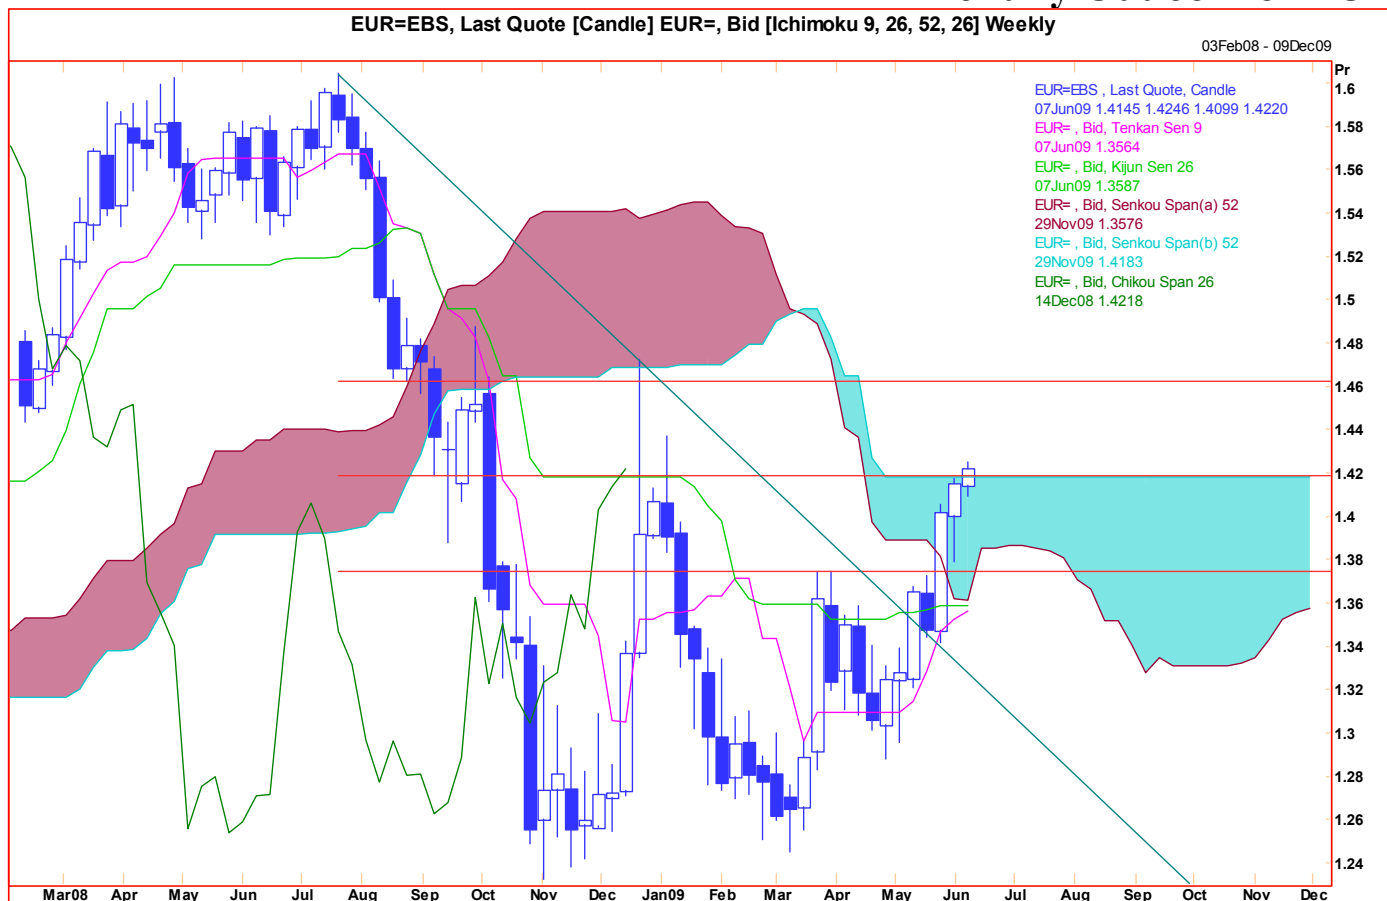 EUR=EBS, Last Quote [Candle] EUR=, Bid [Ichimoku 9, 26, 52, 26] Weekly
03Feb08 - 09Dec09
Pr
EUR=EBS , Last Quote, Candle
07Jun09 1.4145 1.4246 1.4099 1.4220
EUR= , Bid, Tenkan Sen 9
07Jun09 1.3564
EUR= , Bid, Kijun Sen 26
07Jun09 1.3587
EUR= , Bid, Senkou Span(a) 52
29Nov09 1.3576
EUR= , Bid, Senkou Span(b) 52
29Nov09 1.4183
EUR= , Bid, Chikou Span 26
14Dec08 1.4218
1.6
1.58
1.56
1.54
1.52
1.5
1.48
1.46
1.44
1.42
1.4
1.38
1.36
1.34
1.32
1.3
1.28
1.26
1.24
Mar08 Apr May Jun Jul Aug Sep Oct Nov Dec Jan09 Feb Mar Apr May Jun Jul Aug Sep Oct Nov Dec